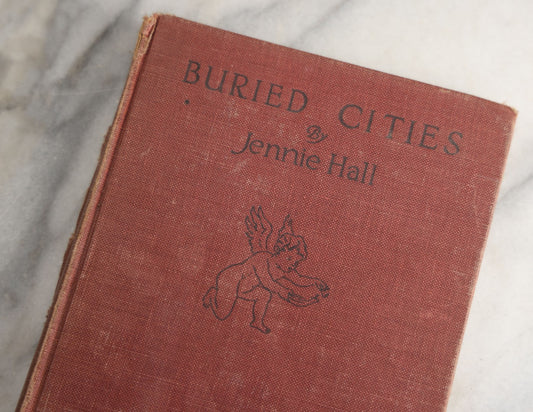 BURIED CITIES
By
Jennie Hall